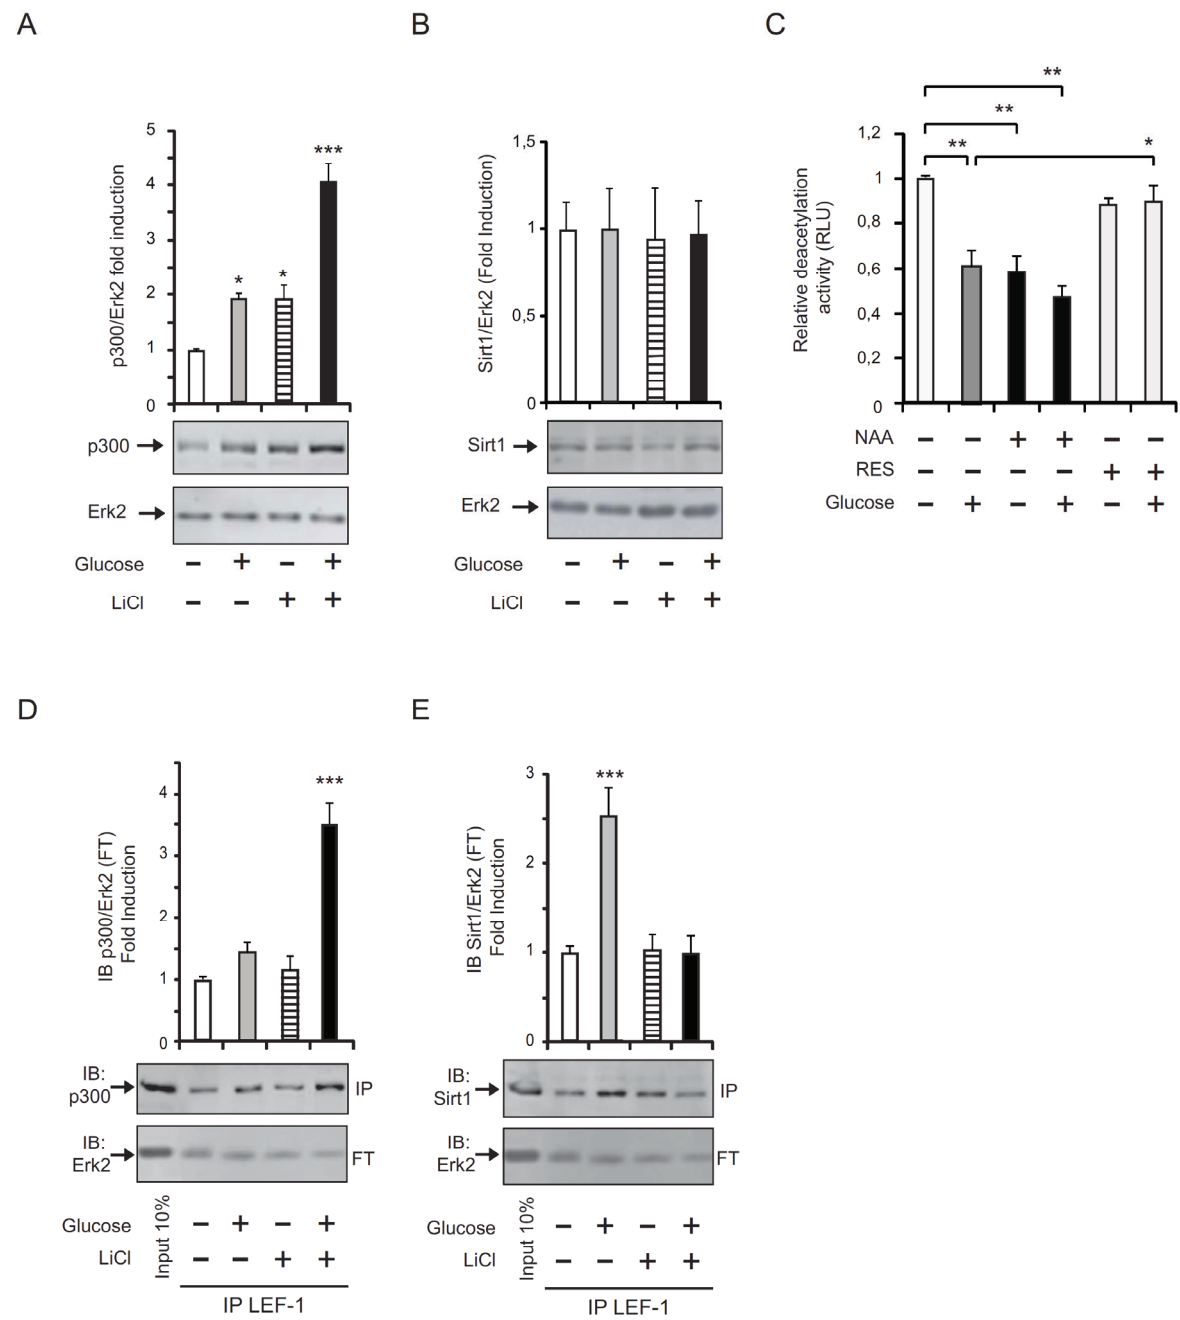 A
B
C
p300/Erk2 fold induction
5
4
3
2
1
0
*
*
***
p300
Erk2
Glucose − + − +
LiCl − − + +
Sirt1/Erk2 (Fold Induction)
1,5
1
0,5
0
Sirt1
Erk2
Glucose − + − +
LiCl − − + +
Relative deacetylation
activity (RLU)
**
**
**
*
1,2
1
0,8
0,6
0,4
0,2
0
NAA − − + + − −
RES − − − − + +
Glucose − + − + − +
D
E
IB p300/Erk2 (FT)
Fold Induction
4
3
2
1
0
***
IB:
p300
IP
IB:
Erk2
FT
Input 10%
Glucose − + − +
LiCl − − + +
IP LEF-1
IB Sirt1/Erk2 (FT)
Fold Induction
3
2
1
0
***
IB:
Sirt1
IP
IB:
Erk2
FT
Input 10%
Glucose − + − +
LiCl − − + +
IP LEF-1